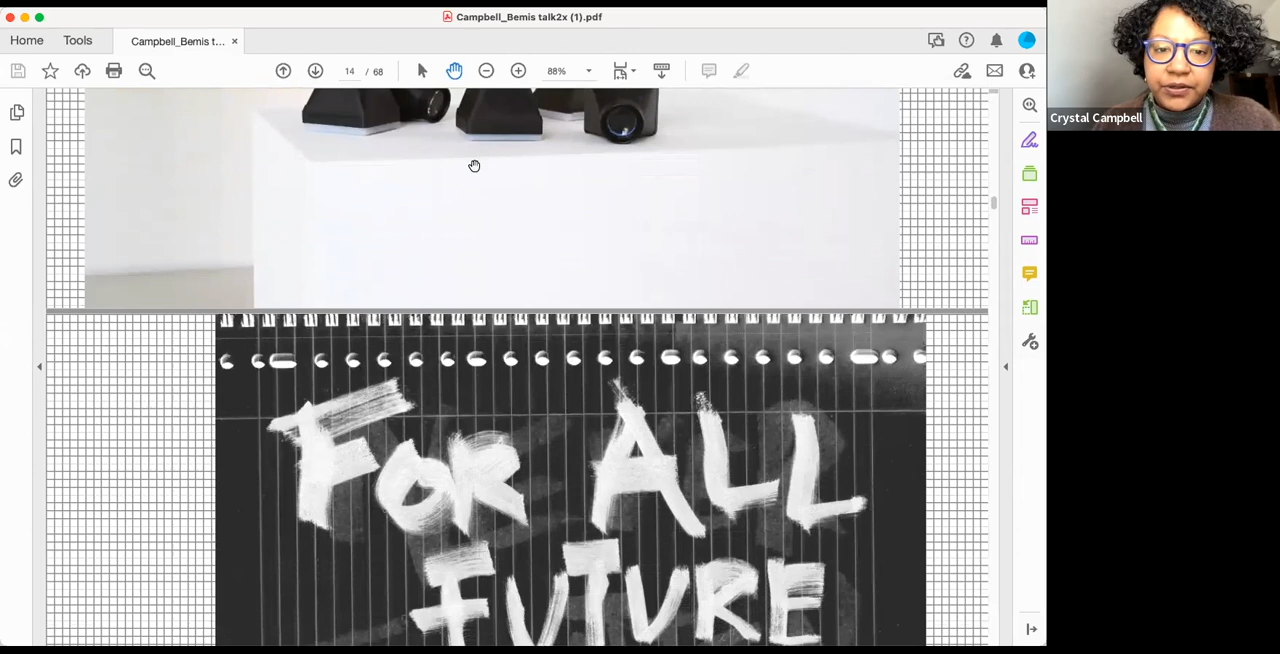 Campbell_Bemis talk2x (1).pdf
Home
Tools
Campbell_Bemis t...
14 / 68
88%
Crystal Campbell
FOR ALL
FUTURE